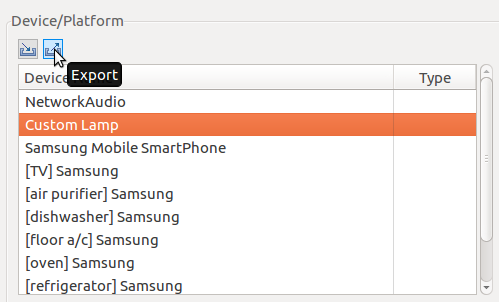 Device/Platform
Export
Device
Type
NetworkAudio
Custom Lamp
Samsung Mobile SmartPhone
[TV] Samsung
[air purifier] Samsung
[dishwasher] Samsung
[floor a/c] Samsung
[oven] Samsung
[refrigerator] Samsung